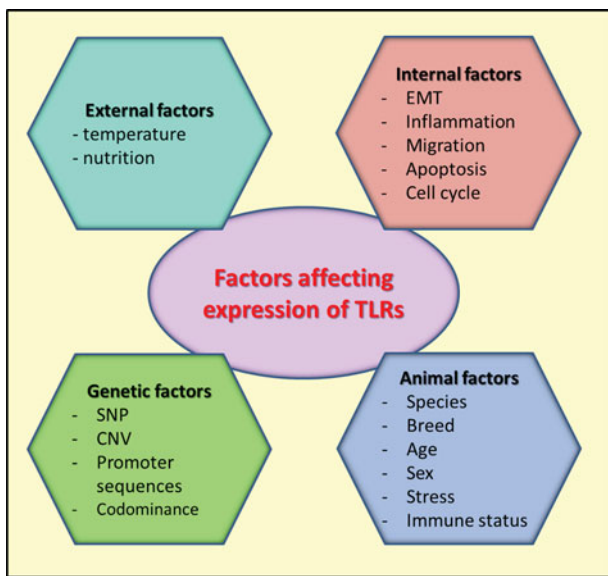 External factors
- temperature
- nutrition
Internal factors
- EMT
- Inflammation
- Migration
- Apoptosis
- Cell cycle
Factors affecting
expression of TLRs
Genetic factors
- SNP
- CNV
- Promoter
sequences
- Codominance
Animal factors
- Species
- Breed
- Age
- Sex
- Stress
- Immune status